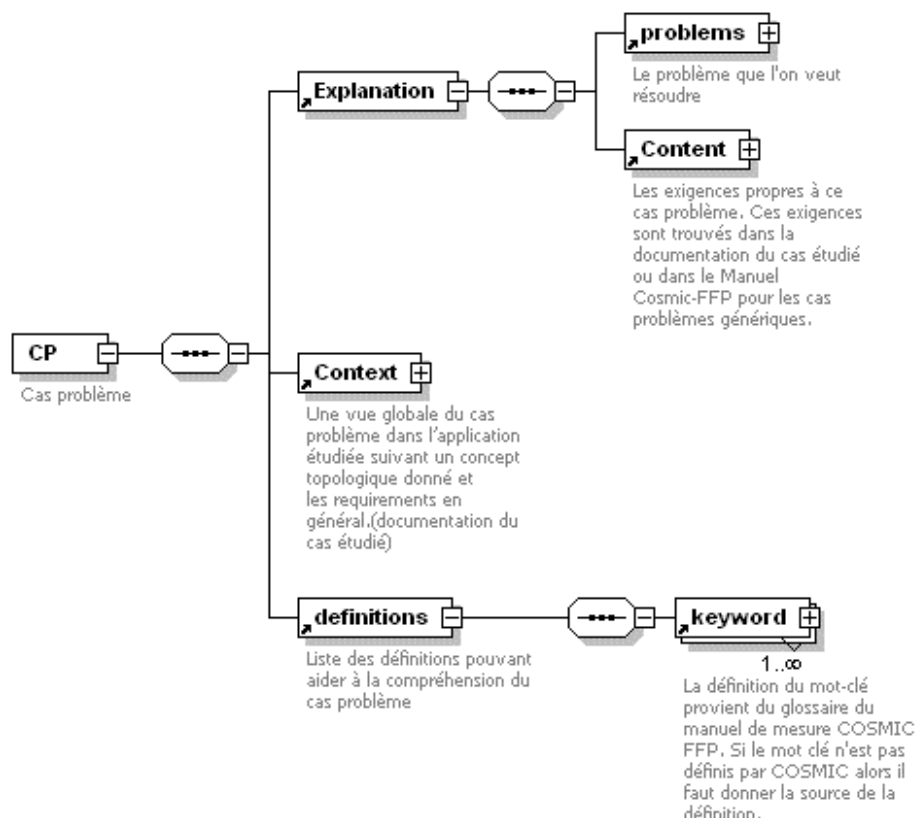 problems
Le problème que l'on veut
résoudre
Explanation
Content
Les exigences propres à ce
cas problème. Ces exigences
sont trouvés dans la
documentation du cas étudié
ou dans le Manuel
Cosmic-FFP pour les cas
problèmes génériques.
CP
Cas problème
Context
Une vue globale du cas
problème dans l'application
étudiée suivant un concept
topologique donné et
les requirements en
général.(documentation du
cas étudié)
definitions
Liste des définitions pouvant
aider à la compréhension du
cas problème
keyword
1..∞
La définition du mot-clé
provient du glossaire du
manuel de mesure COSMIC
FFP. Si le mot clé n'est pas
définis par COSMIC alors il
faut donner la source de la
définition.